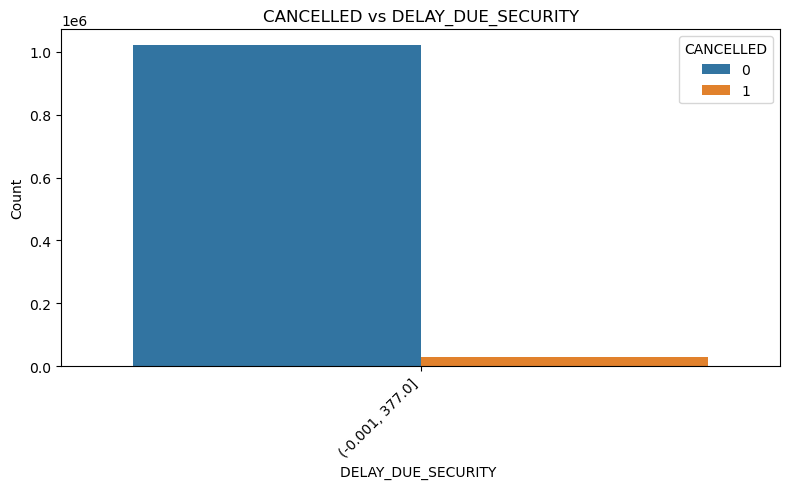 CANCELLED vs DELAY_DUE_SECURITY
1e6
CANCELLED
0
1
1.0
0.8
0.6
0.4
0.2
0.0
Count
(-0.001, 377.0]
DELAY_DUE_SECURITY